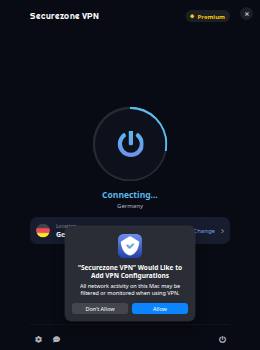 Securezone VPN
Premium
Connecting...
Germany
Change
"Securezone VPN" Would Like to
Add VPN Configurations
All network activity on this Mac may be
filtered or monitored when using VPN.
Don't Allow
Allow